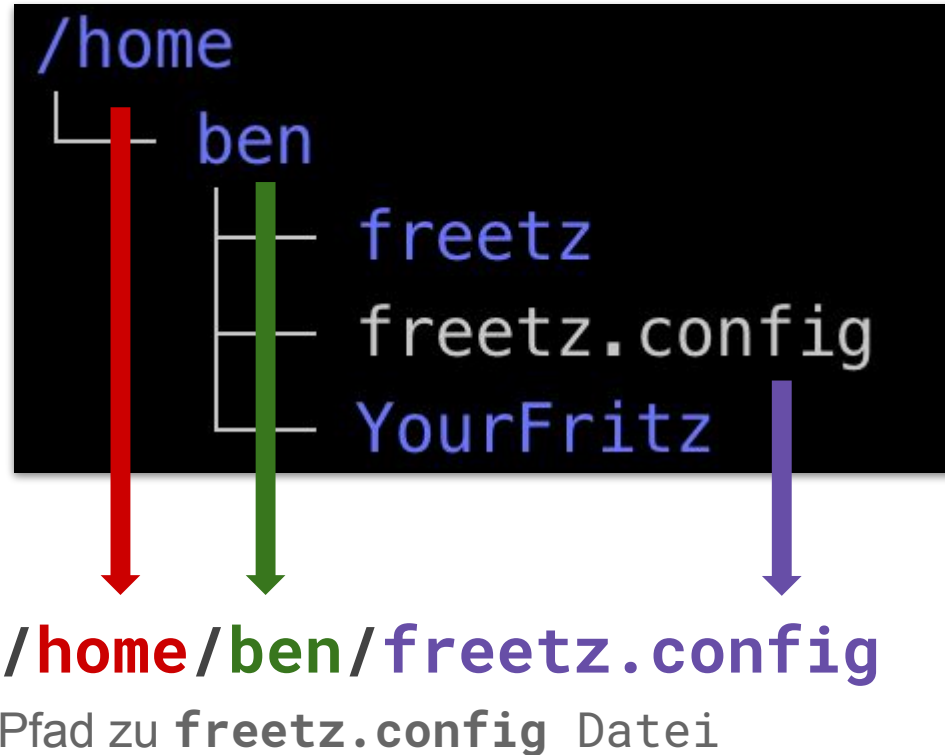 /home
ben
freetz
freetz.config
YourFritz
/home/ben/freetz.config
Pfad zu freetz.config Datei